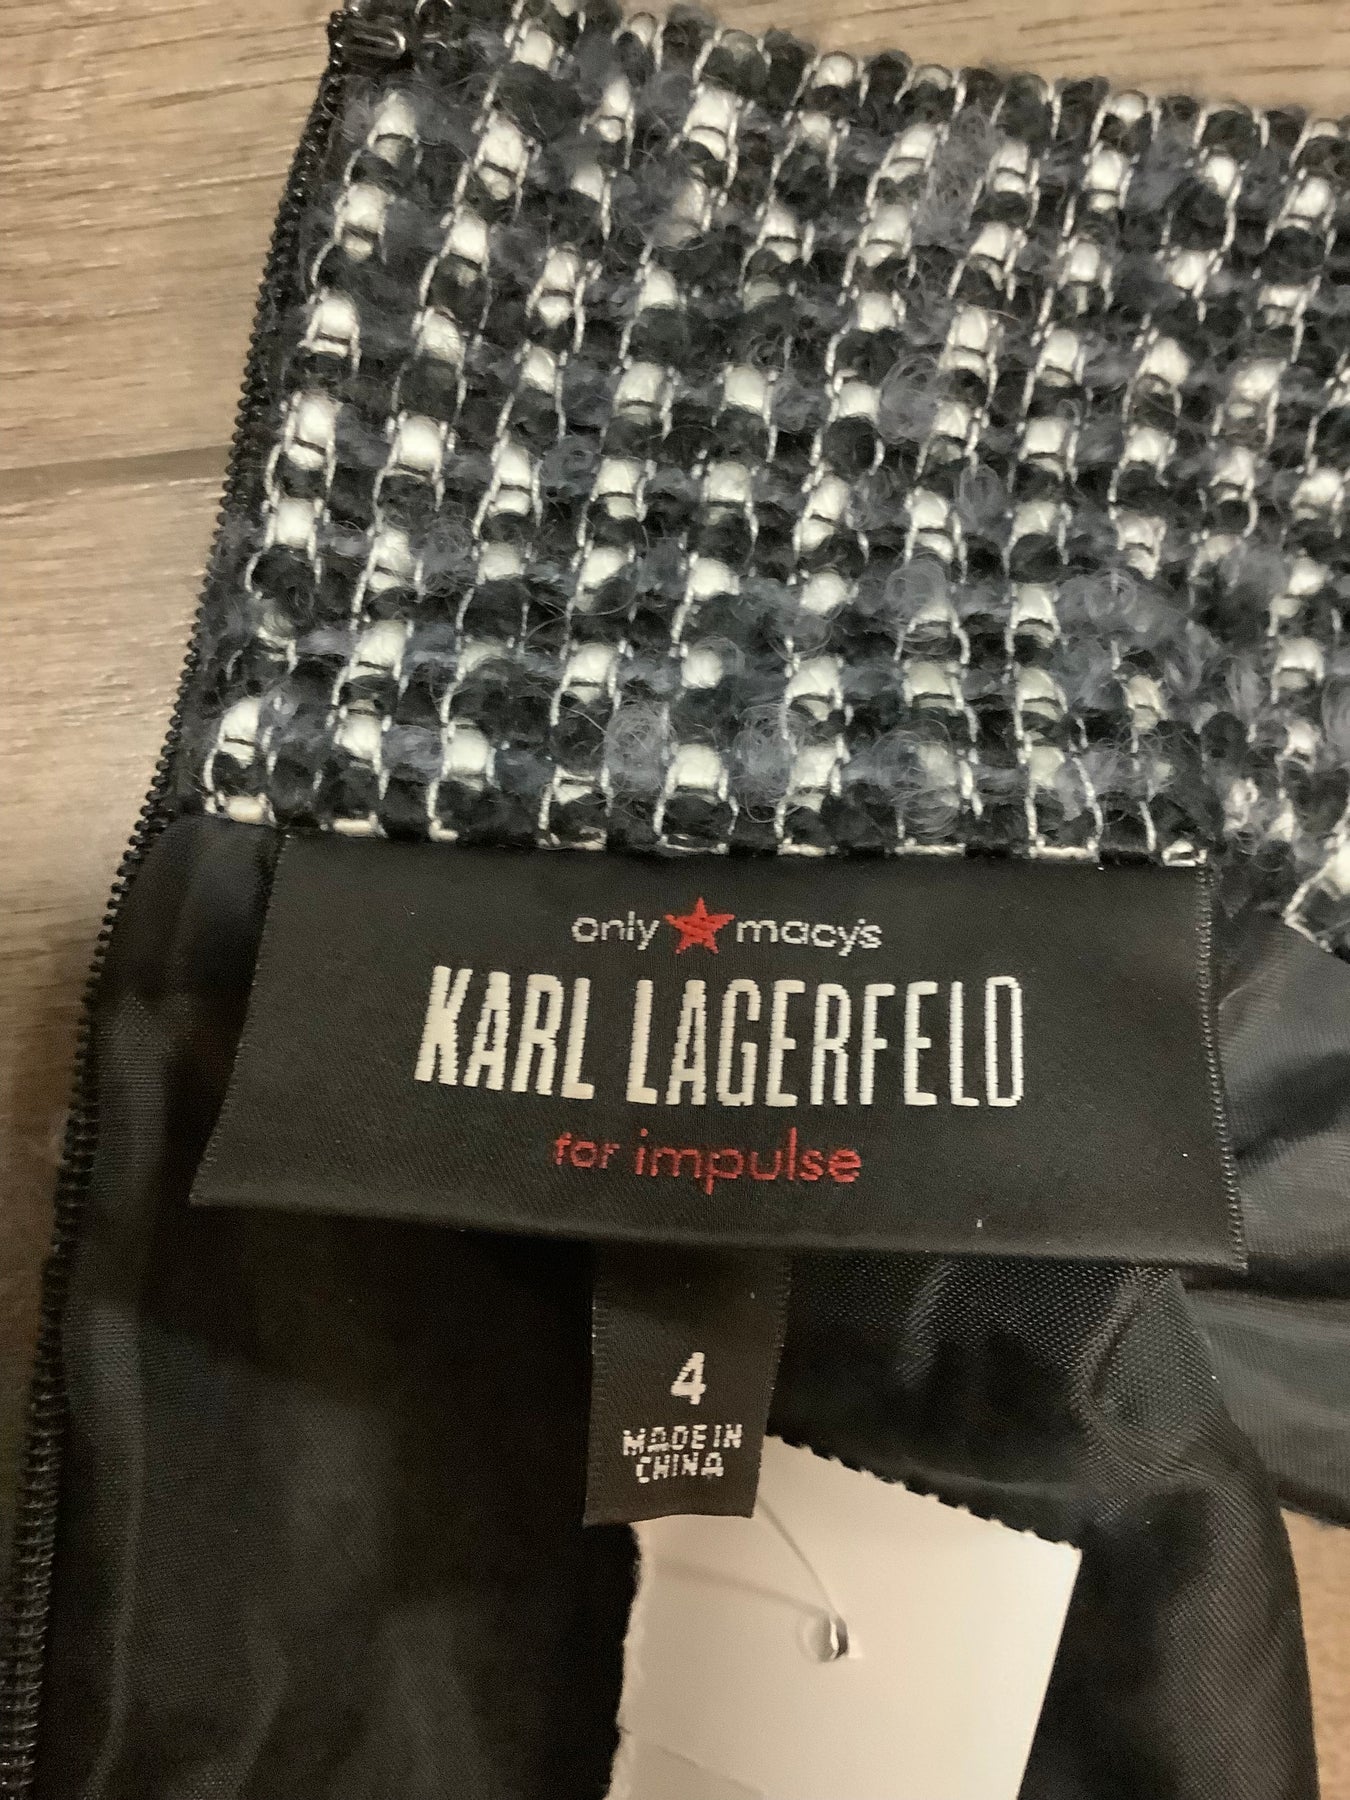 only macy's
KARL LAGERFELD
for impulse
4
MADE IN
CHINA